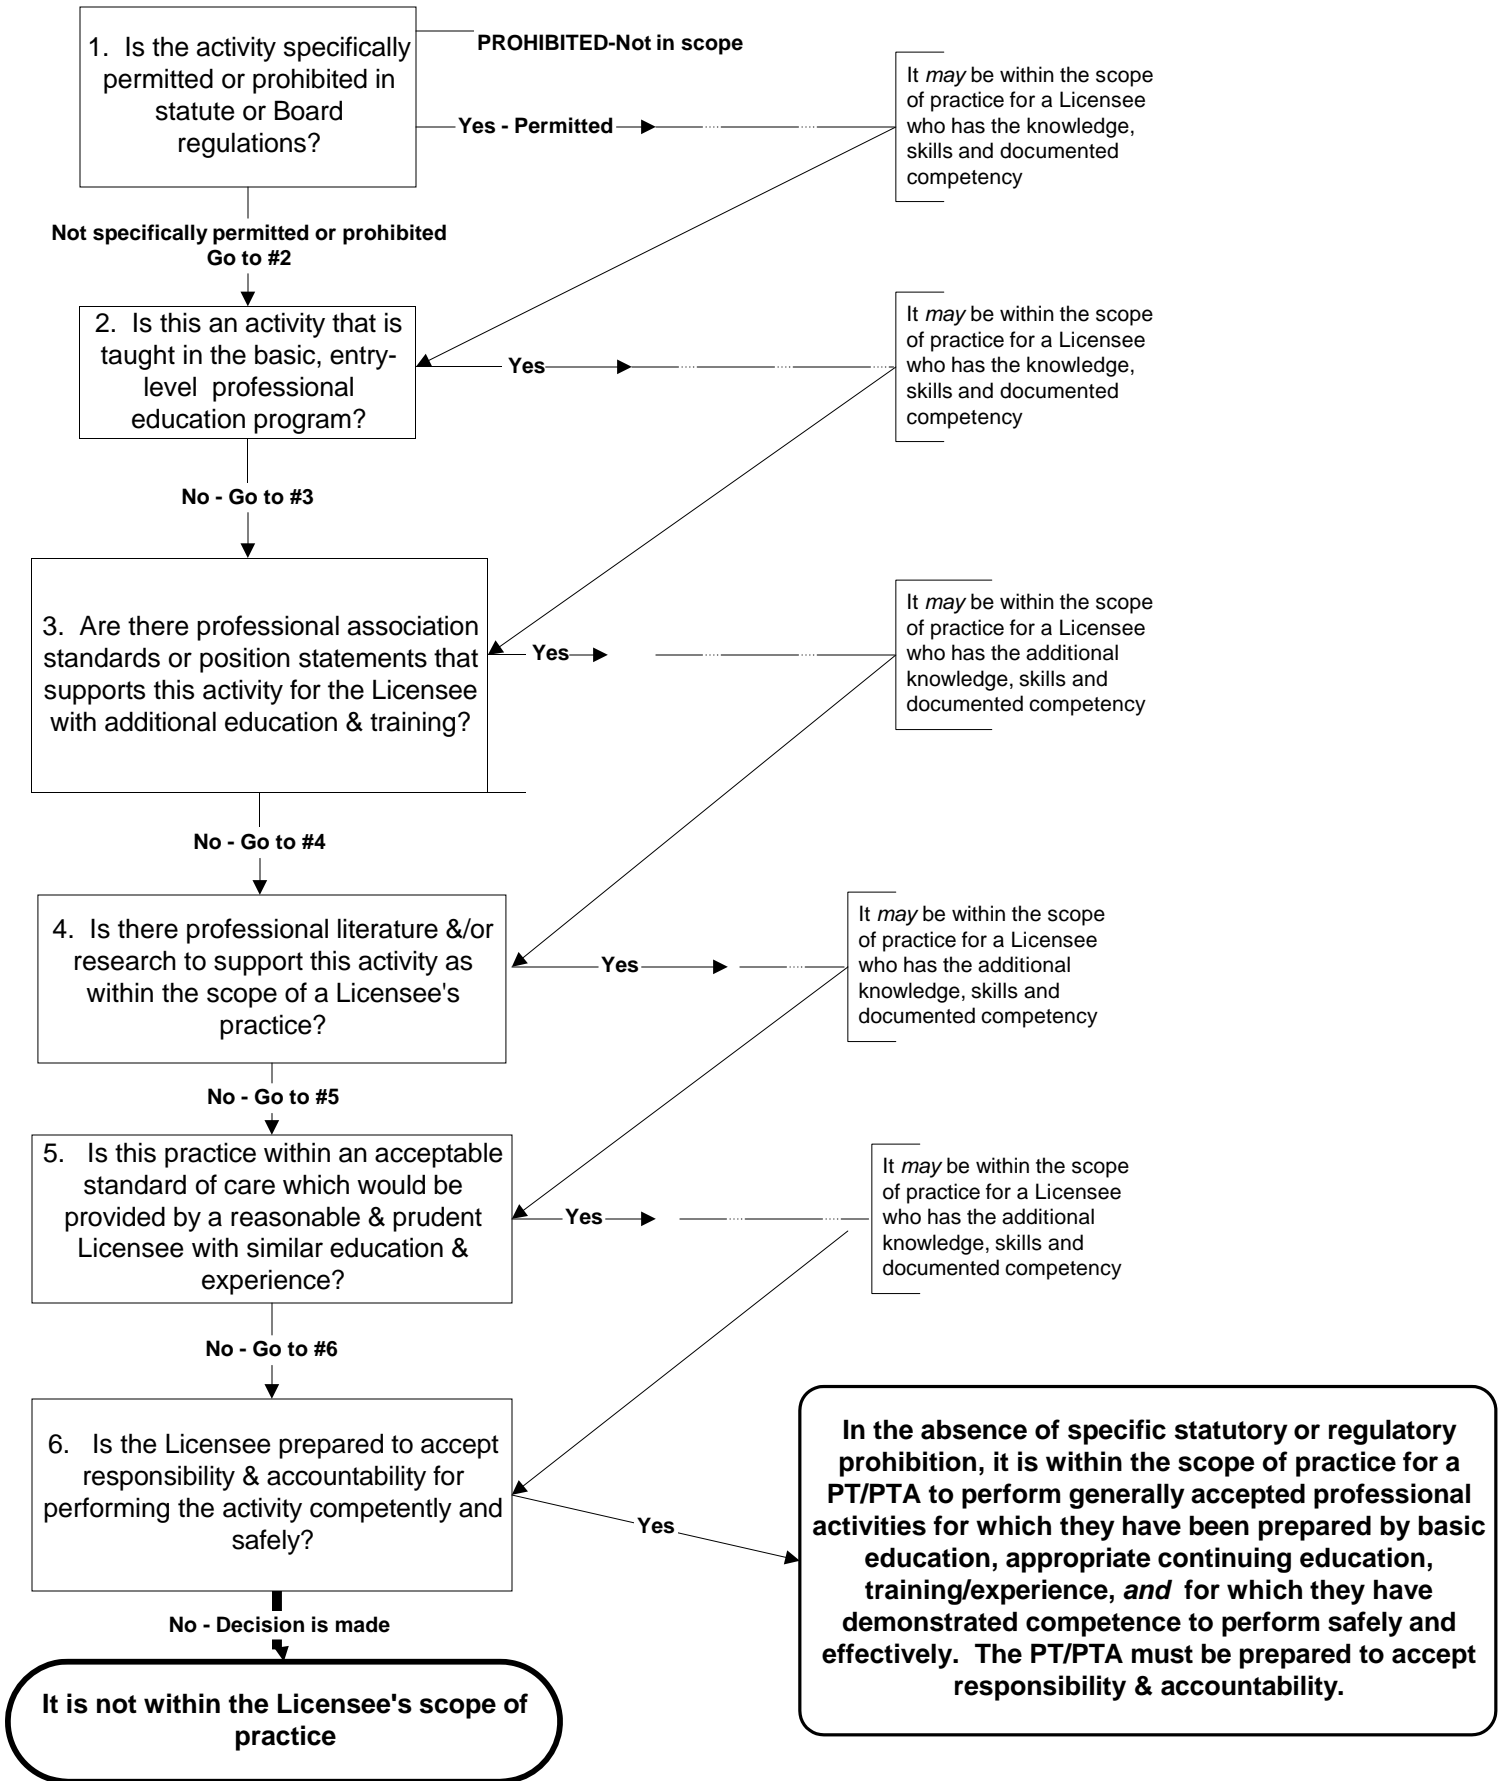 1. Is the activity specifically
permitted or prohibited in
statute or Board
regulations?
PROHIBITED-Not in scope
Yes - Permitted
It may be within the scope
of practice for a Licensee
who has the knowledge,
skills and documented
competency
Not specifically permitted or prohibited
Go to #2
2. Is this an activity that is
taught in the basic, entry-
level professional
education program?
Yes
It may be within the scope
of practice for a Licensee
who has the knowledge,
skills and documented
competency
No - Go to #3
3. Are there professional association
standards or position statements that
supports this activity for the Licensee
with additional education & training?
Yes
It may be within the scope
of practice for a Licensee
who has the additional
knowledge, skills and
documented competency
No - Go to #4
4. Is there professional literature &/or
research to support this activity as
within the scope of a Licensee's
practice?
Yes
It may be within the scope
of practice for a Licensee
who has the additional
knowledge, skills and
documented competency
No - Go to #5
5. Is this practice within an acceptable
standard of care which would be
provided by a reasonable & prudent
Licensee with similar education &
experience?
Yes
It may be within the scope
of practice for a Licensee
who has the additional
knowledge, skills and
documented competency
No - Go to #6
6. Is the Licensee prepared to accept
responsibility & accountability for
performing the activity competently and
safely?
Yes
In the absence of specific statutory or regulatory
prohibition, it is within the scope of practice for a
PT/PTA to perform generally accepted professional
activities for which they have been prepared by basic
education, appropriate continuing education,
training/experience, and for which they have
demonstrated competence to perform safely and
effectively. The PT/PTA must be prepared to accept
responsibility & accountability.
No - Decision is made
It is not within the Licensee's scope of
practice